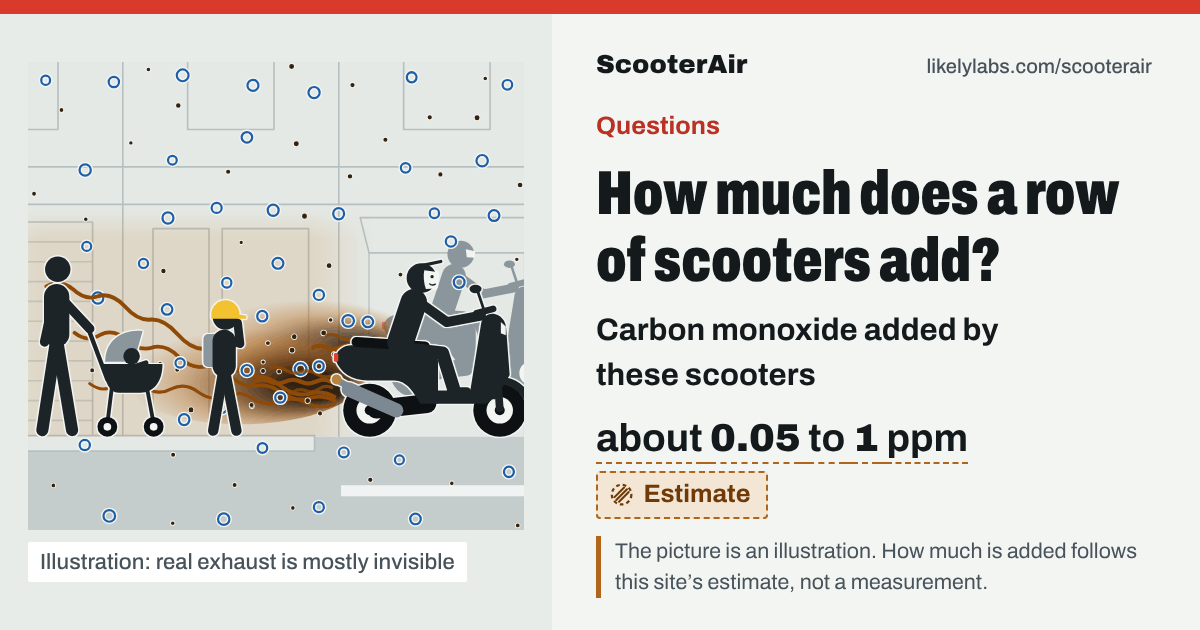 ScooterAir
likelylabs.com/scooterair
Questions
How much does a row
of scooters add?
Carbon monoxide added by
these scooters
about 0.05 to 1 ppm
Estimate
The picture is an illustration. How much is added follows
this site’s estimate, not a measurement.
Illustration: real exhaust is mostly invisible